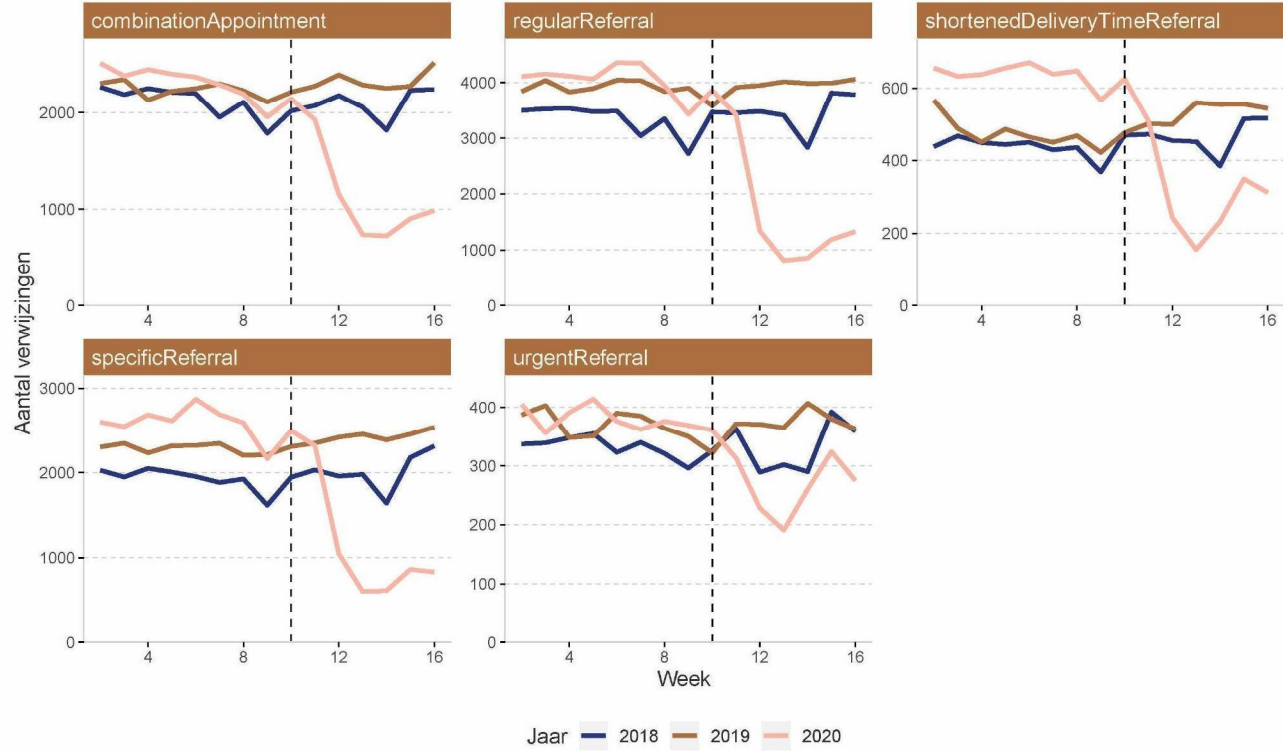 combinationAppointment
regularReferral
shortenedDeliveryTimeReferral
2000
1000
0
4 8 12 16
4000
3000
2000
1000
0
4 8 12 16
600
400
200
0
4 8 12 16
Aantal verwijzingen
specificReferral
urgentReferral
3000
2000
1000
0
4 8 12 16
400
300
200
100
0
4 8 12 16
Week
Jaar 2018 2019 2020